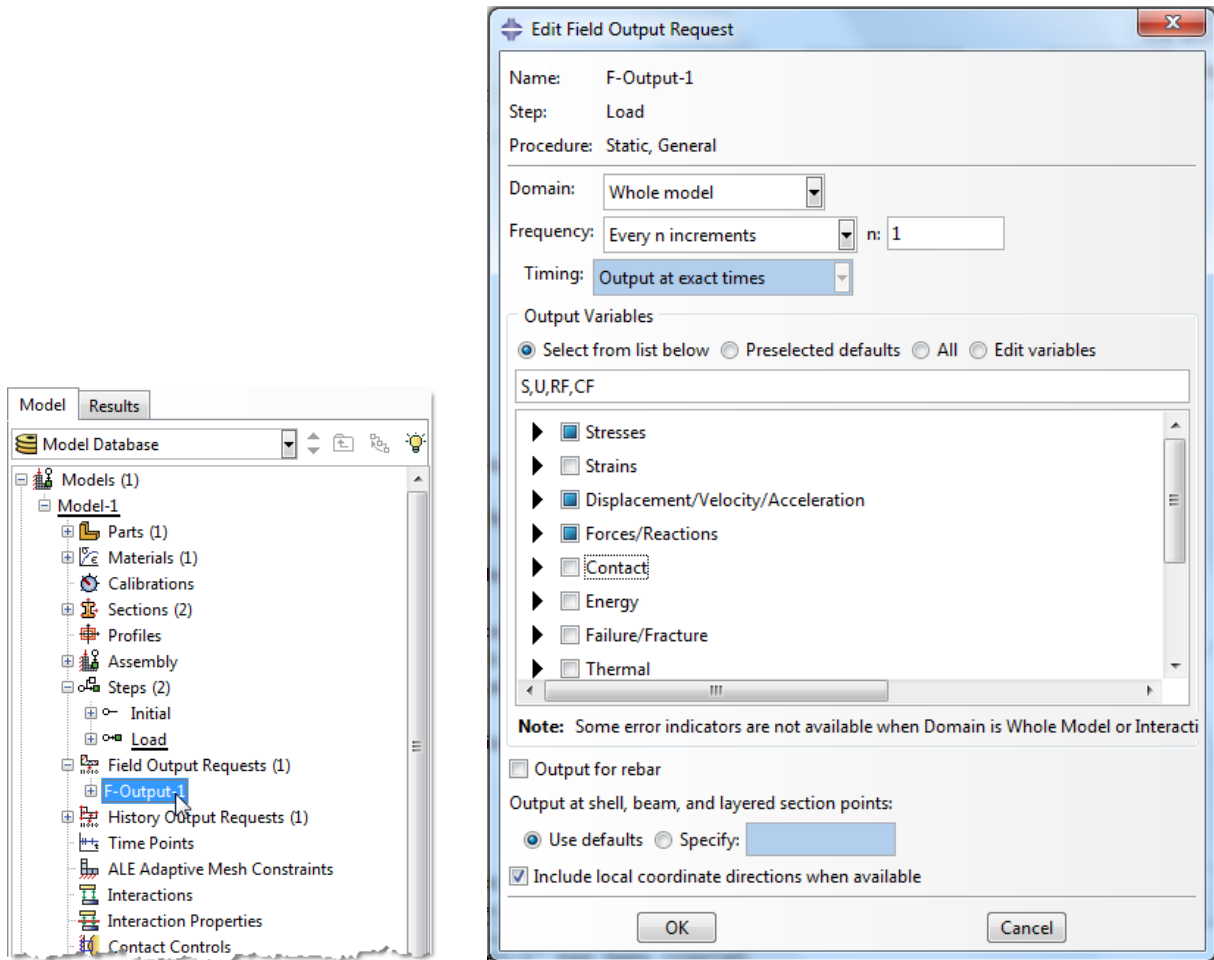 Model Results
Model Database
Models (1)
Model-1
Parts (1)
Materials (1)
Calibrations
Sections (2)
Profiles
Assembly
Steps (2)
Initial
Load
Field Output Requests (1)
F-Output-1
History Output Requests (1)
Time Points
ALE Adaptive Mesh Constraints
Interactions
Interaction Properties
Contact Controls
Edit Field Output Request
Name: F-Output-1
Step: Load
Procedure: Static, General
Domain: Whole model
Frequency: Every n increments n: 1
Timing: Output at exact times
Output Variables
Select from list below Preselected defaults All Edit variables
S,U,RF,CF
Stresses
Strains
Displacement/Velocity/Acceleration
Forces/Reactions
Contact
Energy
Failure/Fracture
Thermal
Note: Some error indicators are not available when Domain is Whole Model or Interacti
Output for rebar
Output at shell, beam, and layered section points:
Use defaults Specify:
Include local coordinate directions when available
OK Cancel